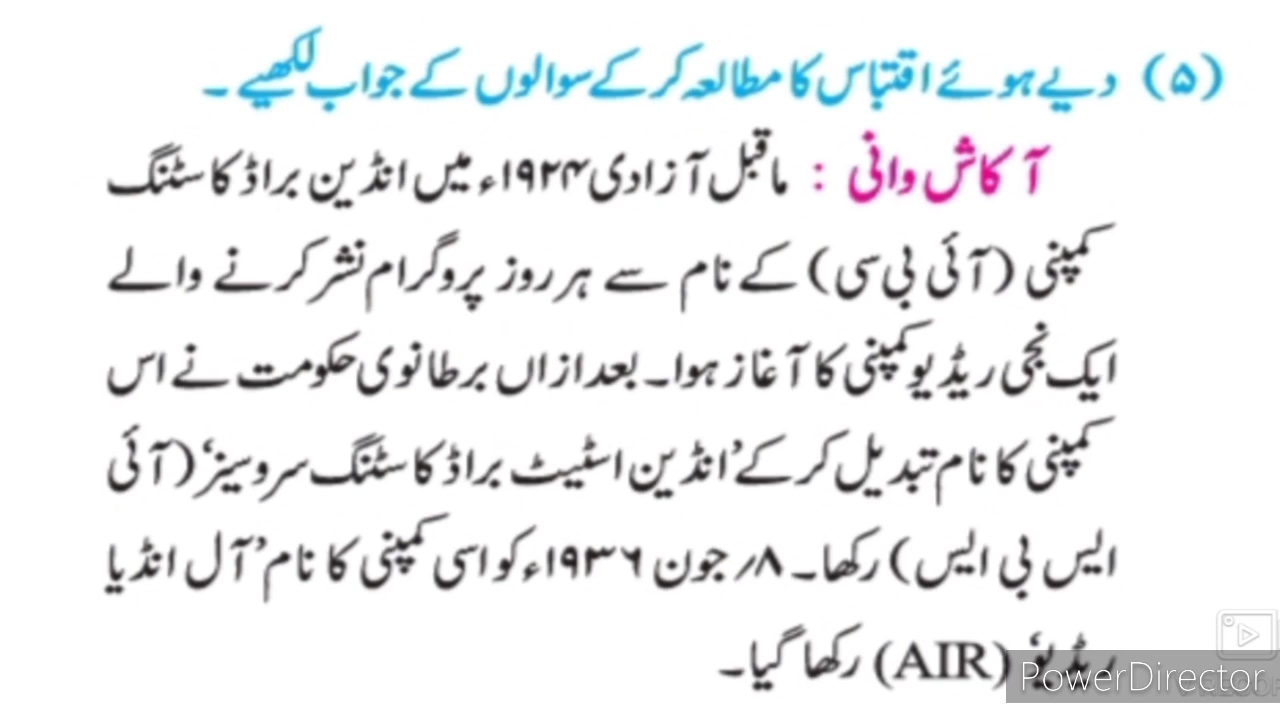 (۵) دیے ہوئے اقتباس کا مطالعہ کر کے سوالوں کے جواب لکھیے ۔
آکاش وانی : ماقبل آزادی ۱۹۲۴ء میں انڈین براڈ کاسٹنگ
کمپنی (آئی بی سی) کے نام سے ہر روز پروگرام نشر کرنے والے
ایک نجی ریڈیو کمپنی کا آغاز ہوا۔ بعد ازاں برطانوی حکومت نے اس
کمپنی کا نام تبدیل کر کے ’انڈین اسٹیٹ براڈ کاسٹنگ سروسیز‘ (آئی
ایس بی ایس) رکھا۔ ۸؍ جون ۱۹۳۶ء کو اسی کمپنی کا نام ’آل انڈیا
ریڈیو‘ (AIR) رکھا گیا۔
PowerDirector